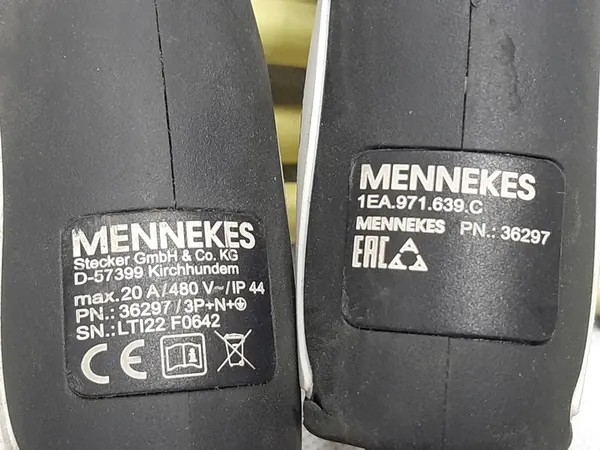 MENNEKES
Stecker GmbH & Co. KG
D-57399 Kirchhundem
max. 20 A/480 V~/IP 44
PN.: 36297/3P+N+⏚
SN.: LTI22 F0642
CE
MENNEKES
1EA.971.639.C
MENNEKES PN.: 36297
EAC